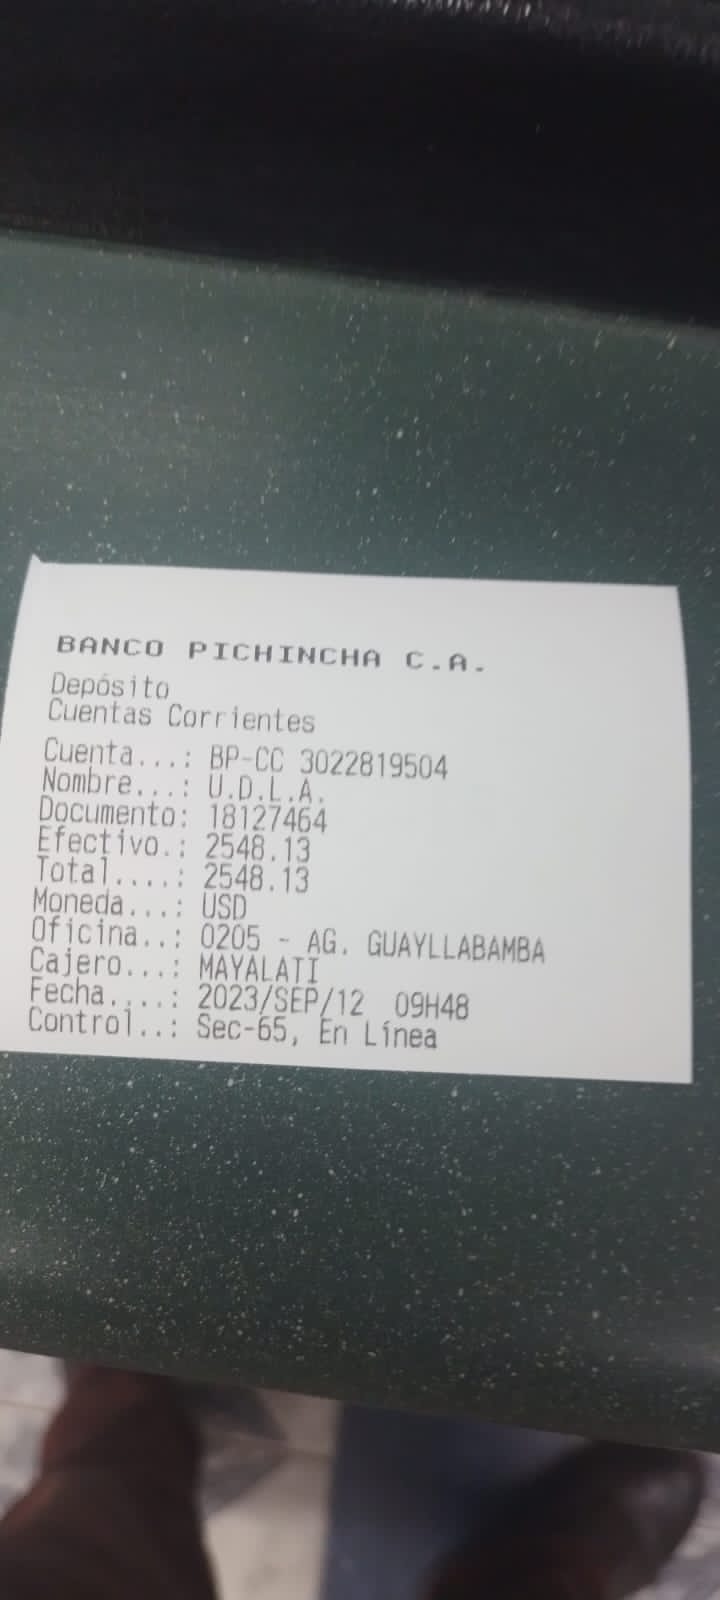 BANCO PICHINCHA C.A.
Depósito
Cuentas Corrientes
Cuenta...: BP-CC 3022819504
Nombre...: U.D.L.A.
Documento: 18127464
Efectivo.: 2548.13
Total....: 2548.13
Moneda...: USD
Oficina..: 0205 - AG. GUAYLLABAMBA
Cajero...: MAYALATI
Fecha....: 2023/SEP/12 09H48
Control..: Sec-65, En Línea